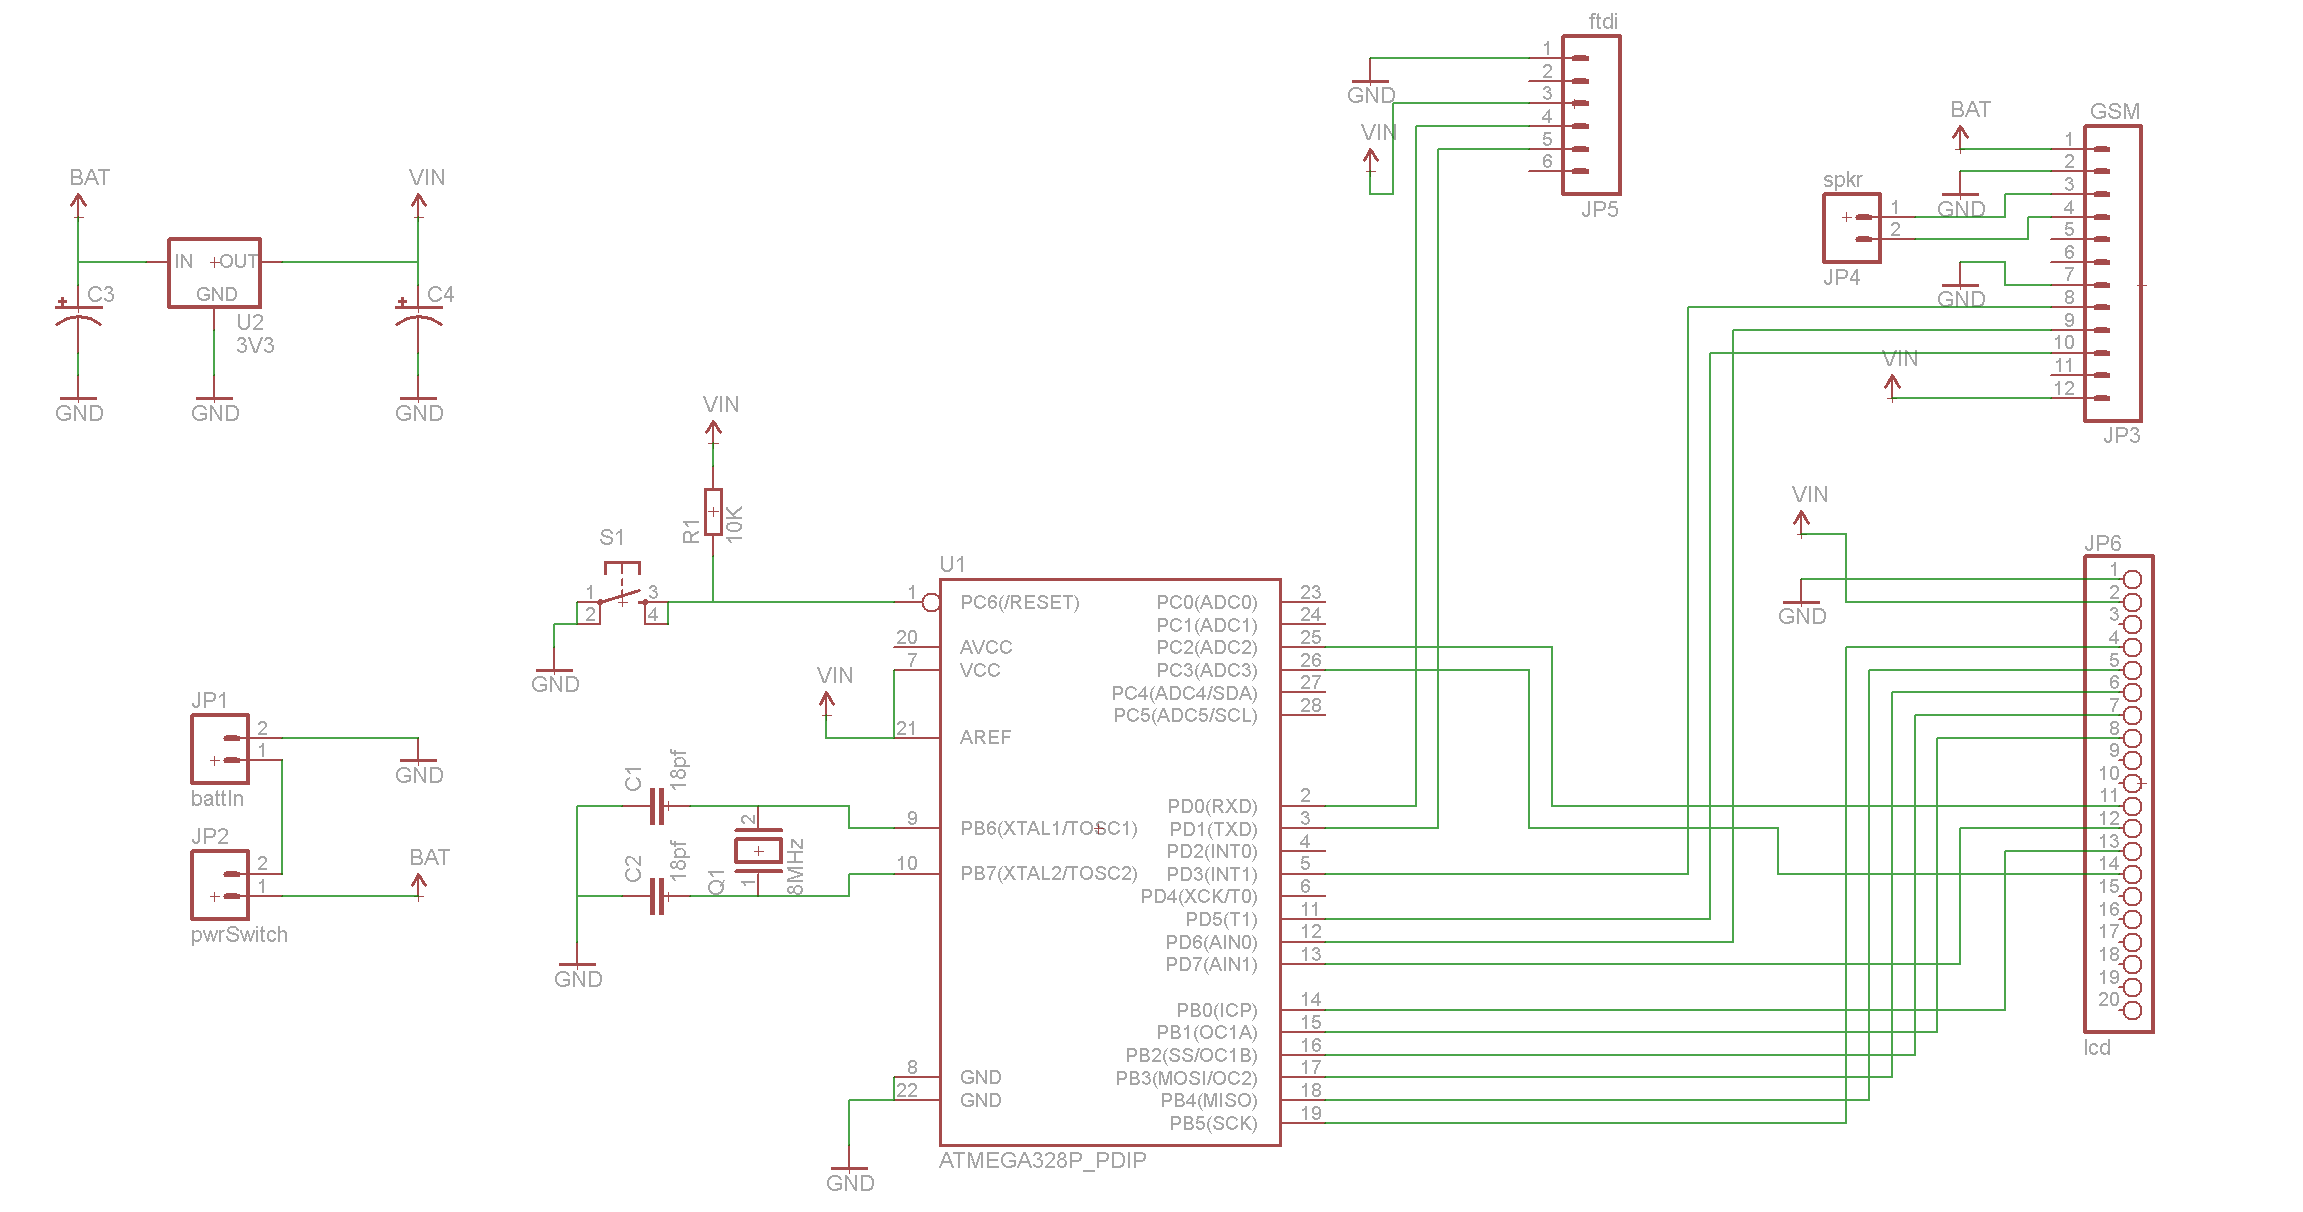 ftdi
1
2
3
4
5
6
GND
VIN
JP5
BAT
GSM
1
2
3
4
5
6
7
8
9
10
11
12
GND
GND
VIN
JP3
spkr
1
2
JP4
BAT
VIN
IN
OUT
GND
C3
C4
U2
3V3
GND
GND
GND
VIN
R1
10K
S1
1
2
3
4
GND
U1
1
PC6(/RESET)
20
AVCC
7
VCC
VIN
21
AREF
9
PB6(XTAL1/TOSC1)
10
PB7(XTAL2/TOSC2)
8
GND
22
GND
GND
PC0(ADC0)
23
PC1(ADC1)
24
PC2(ADC2)
25
PC3(ADC3)
26
PC4(ADC4/SDA)
27
PC5(ADC5/SCL)
28
PD0(RXD)
2
PD1(TXD)
3
PD2(INT0)
4
PD3(INT1)
5
PD4(XCK/T0)
6
PD5(T1)
11
PD6(AIN0)
12
PD7(AIN1)
13
PB0(ICP)
14
PB1(OC1A)
15
PB2(SS/OC1B)
16
PB3(MOSI/OC2)
17
PB4(MISO)
18
PB5(SCK)
19
ATMEGA328P_PDIP
C1
18pf
C2
18pf
Q1
2
1
8MHz
GND
JP1
2
1
battIn
GND
JP2
2
1
pwrSwitch
BAT
VIN
GND
JP6
1
2
3
4
5
6
7
8
9
10
11
12
13
14
15
16
17
18
19
20
lcd